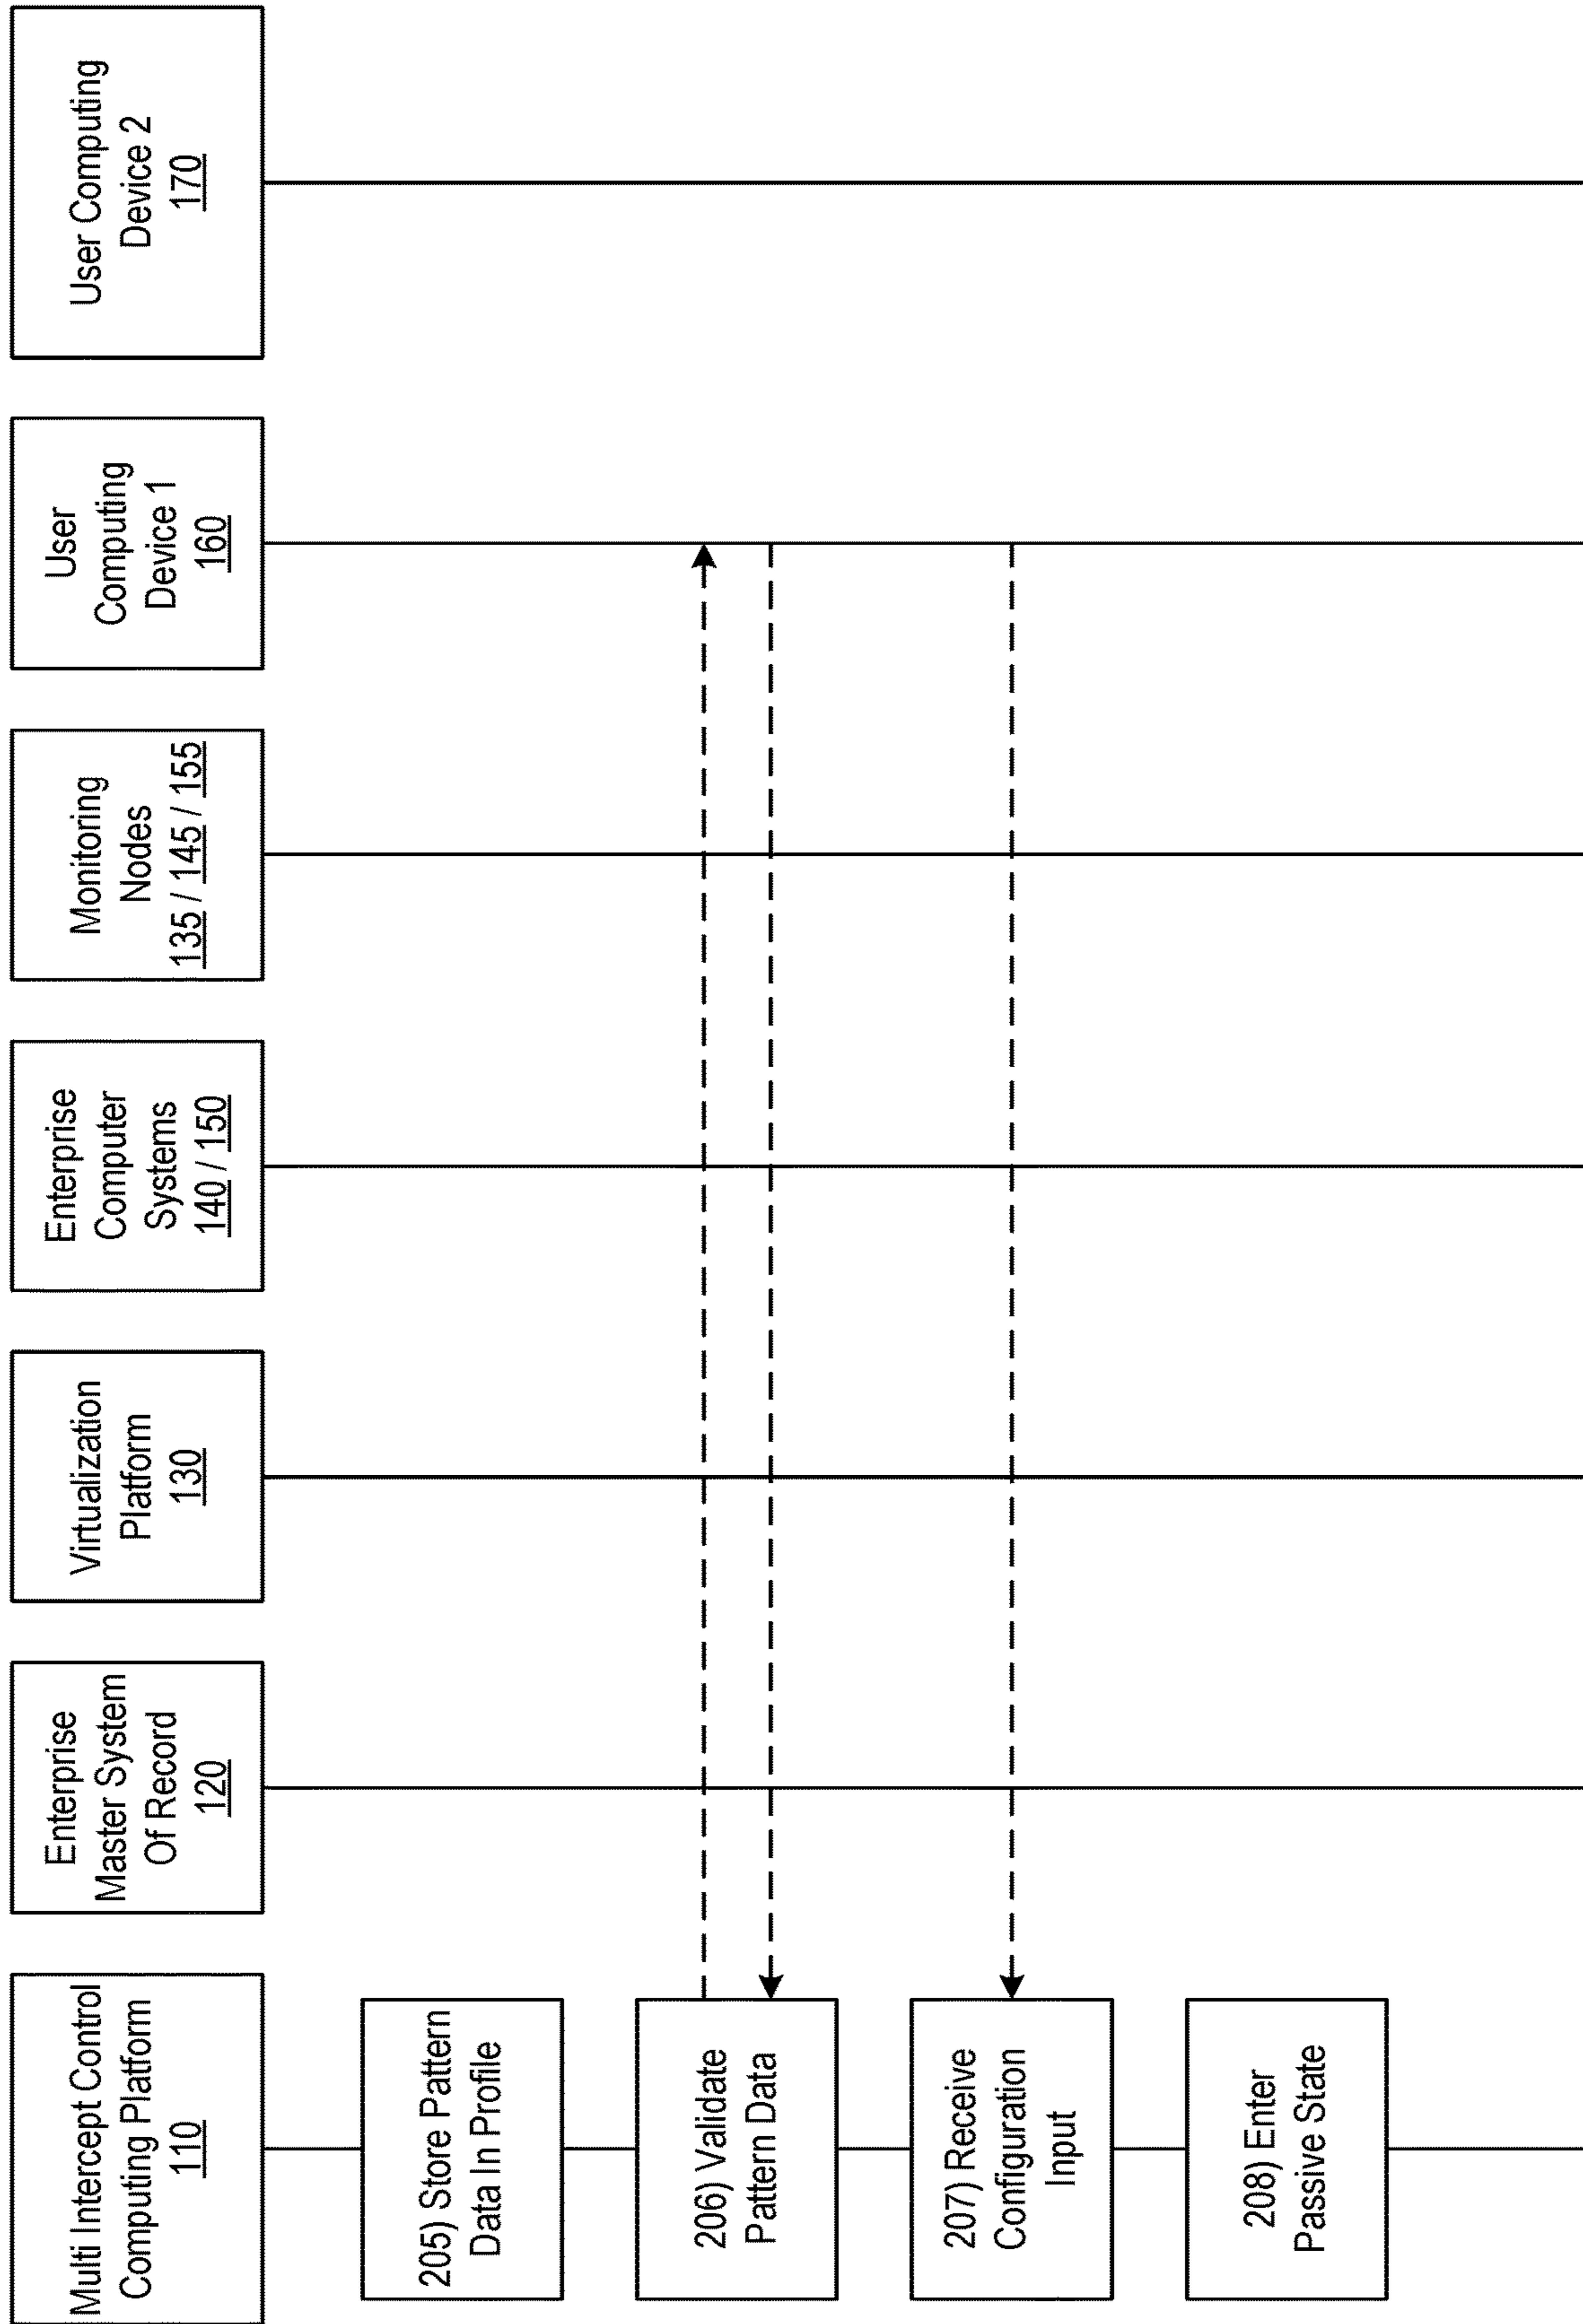 Multi Intercept Control
Computing Platform
110
Enterprise
Master System
Of Record
120
Virtualization
Platform
130
Enterprise
Computer
Systems
140 / 150
Monitoring
Nodes
135 / 145 / 155
User
Computing
Device 1
160
User Computing
Device 2
170
205) Store Pattern
Data In Profile
206) Validate
Pattern Data
207) Receive
Configuration
Input
208) Enter
Passive State